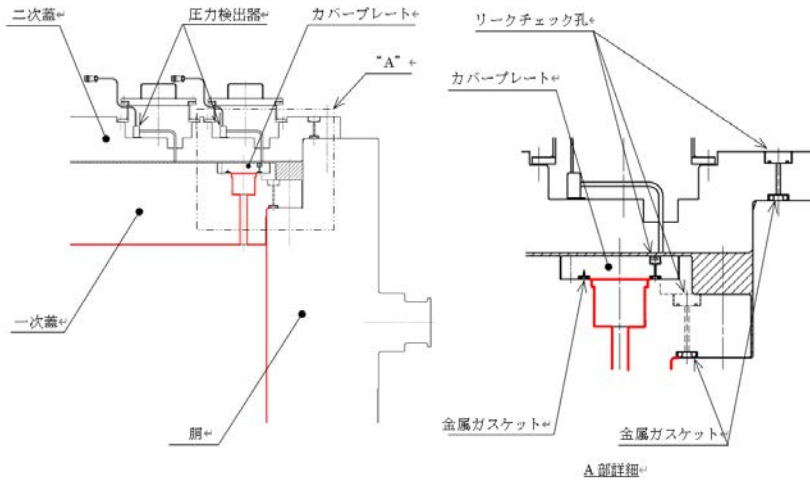 二次蓋
圧力検出器
カバープレート
"A"
一次蓋
胴
リークチェック孔
カバープレート
金属ガスケット
金属ガスケット
A 部詳細